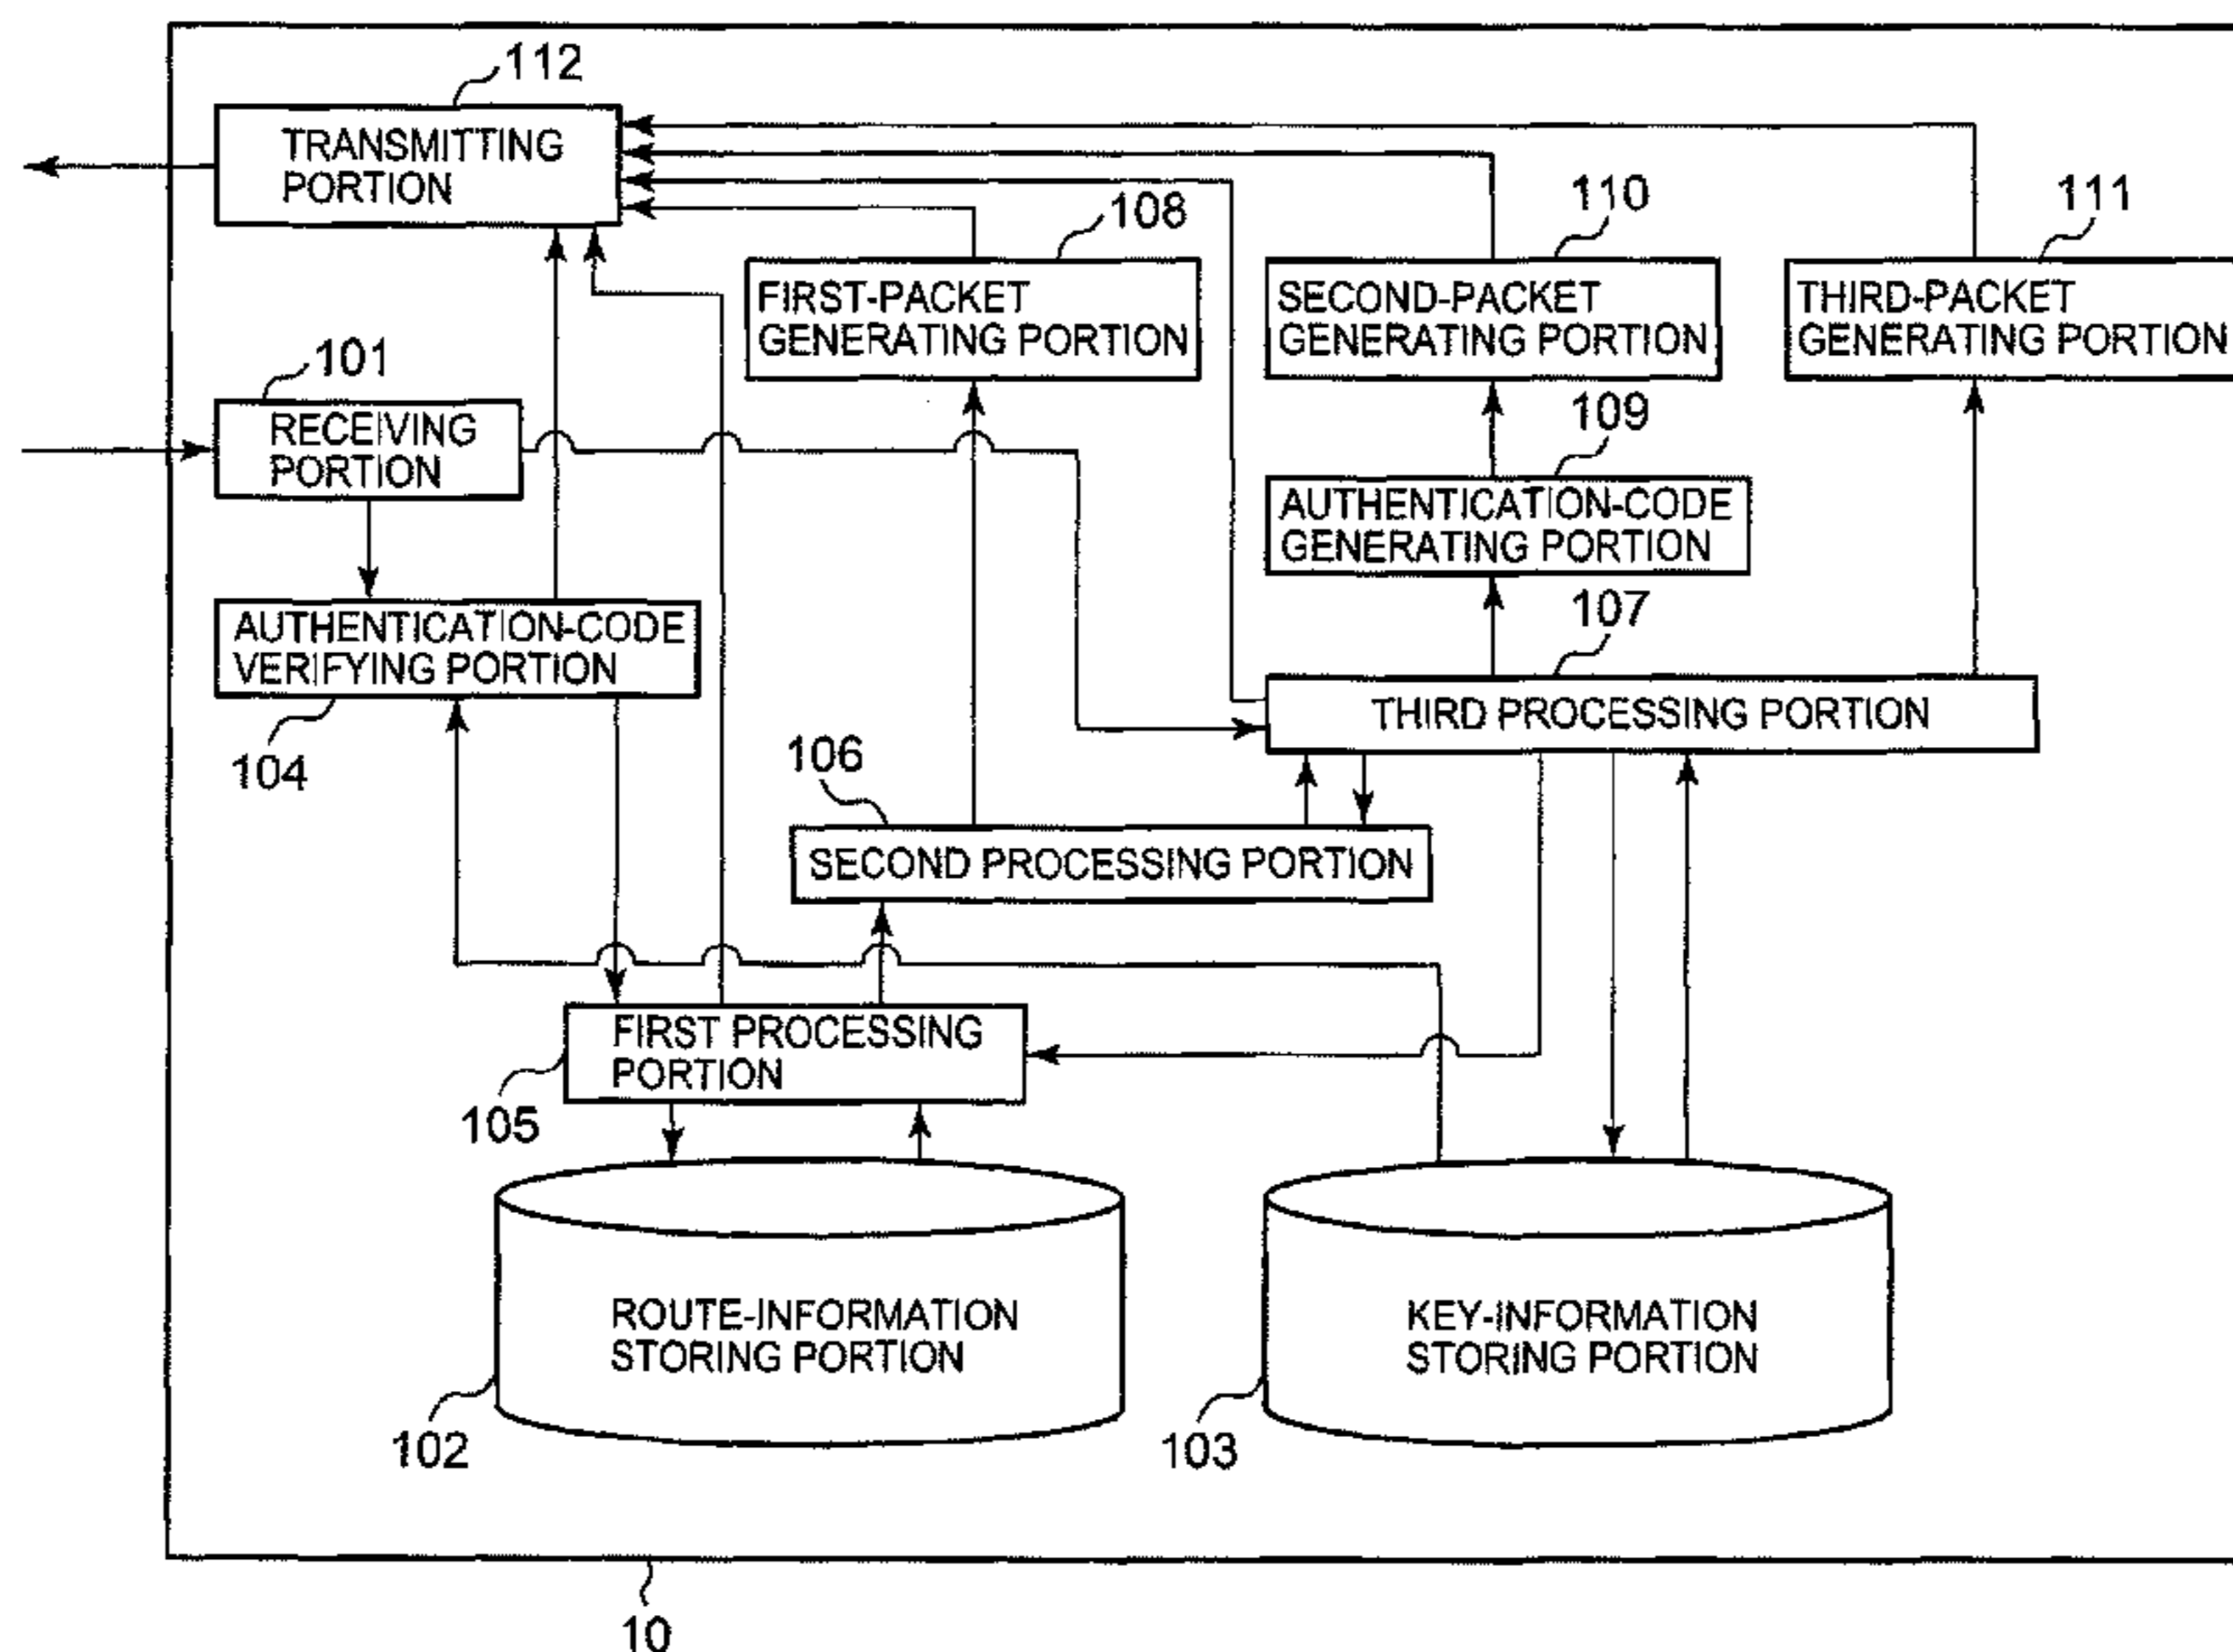 112
TRANSMITTING
PORTION
108
110
111
FIRST-PACKET
GENERATING PORTION
SECOND-PACKET
GENERATING PORTION
THIRD-PACKET
GENERATING PORTION
101
RECEIVING
PORTION
109
AUTHENTICATION-CODE
GENERATING PORTION
AUTHENTICATION-CODE
VERIFYING PORTION
104
107
THIRD PROCESSING PORTION
106
SECOND PROCESSING PORTION
FIRST PROCESSING
PORTION
105
ROUTE-INFORMATION
STORING PORTION
102
KEY-INFORMATION
STORING PORTION
103
10